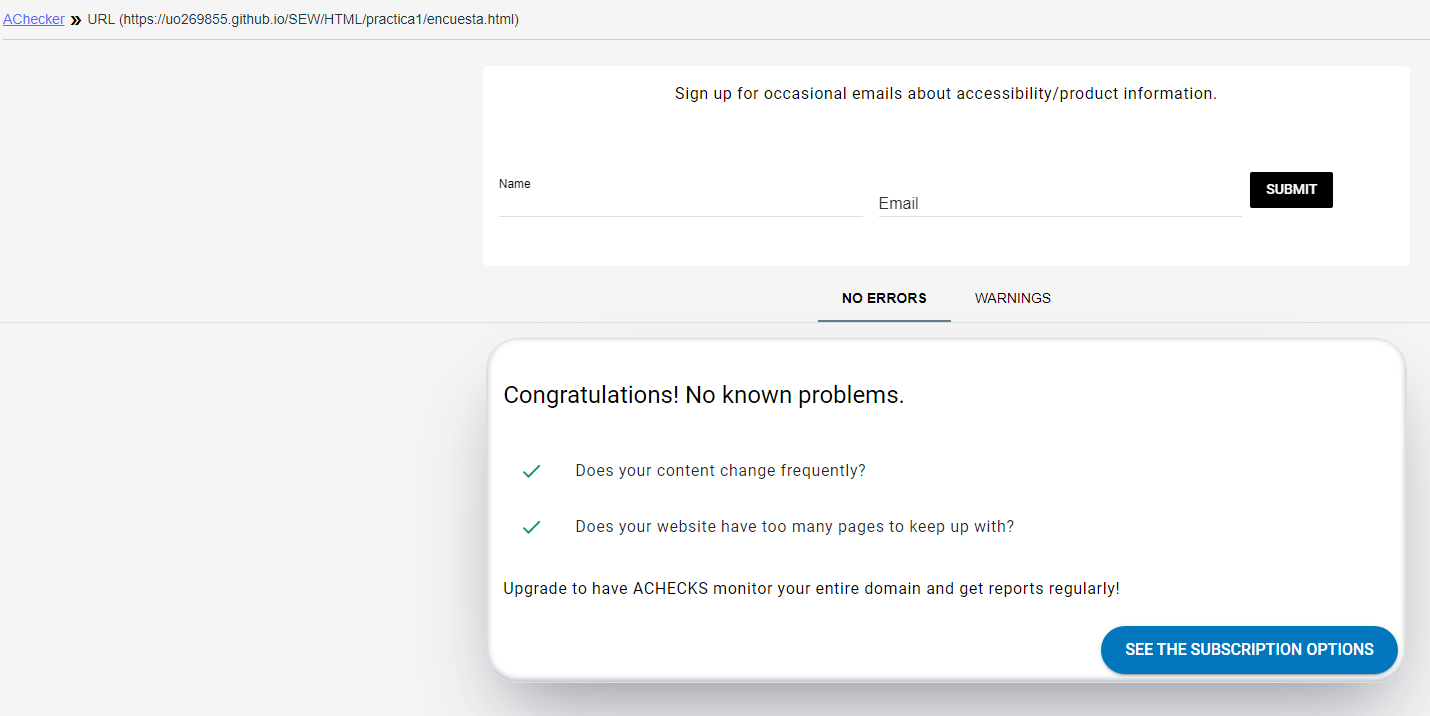 AChecker » URL (https://uo269855.github.io/SEW/HTML/practica1/encuesta.html)
Sign up for occasional emails about accessibility/product information.
Name
Email
SUBMIT
NO ERRORS
WARNINGS
Congratulations! No known problems.
Does your content change frequently?
Does your website have too many pages to keep up with?
Upgrade to have ACHECKS monitor your entire domain and get reports regularly!
SEE THE SUBSCRIPTION OPTIONS